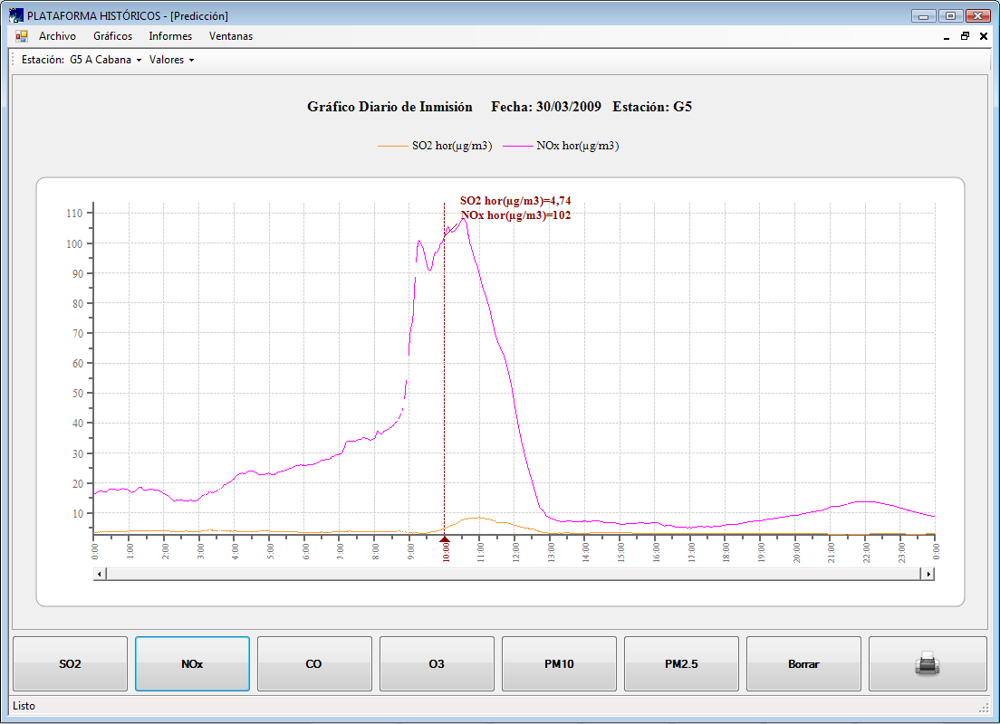 PLATAFORMA HISTÓRICOS - [Predicción]
Archivo Gráficos Informes Ventanas
Estación: G5 A Cabana Valores
Gráfico Diario de Inmisión Fecha: 30/03/2009 Estación: G5
SO2 hor(µg/m3) NOx hor(µg/m3)
SO2 hor(µg/m3)=4,74
NOx hor(µg/m3)=102
110
100
90
80
70
60
50
40
30
20
10
0:00 1:00 2:00 3:00 4:00 5:00 6:00 7:00 8:00 9:00 10:00 11:00 12:00 13:00 14:00 15:00 16:00 17:00 18:00 19:00 20:00 21:00 22:00 23:00 0:00
SO2 NOx CO O3 PM10 PM2.5 Borrar
Listo